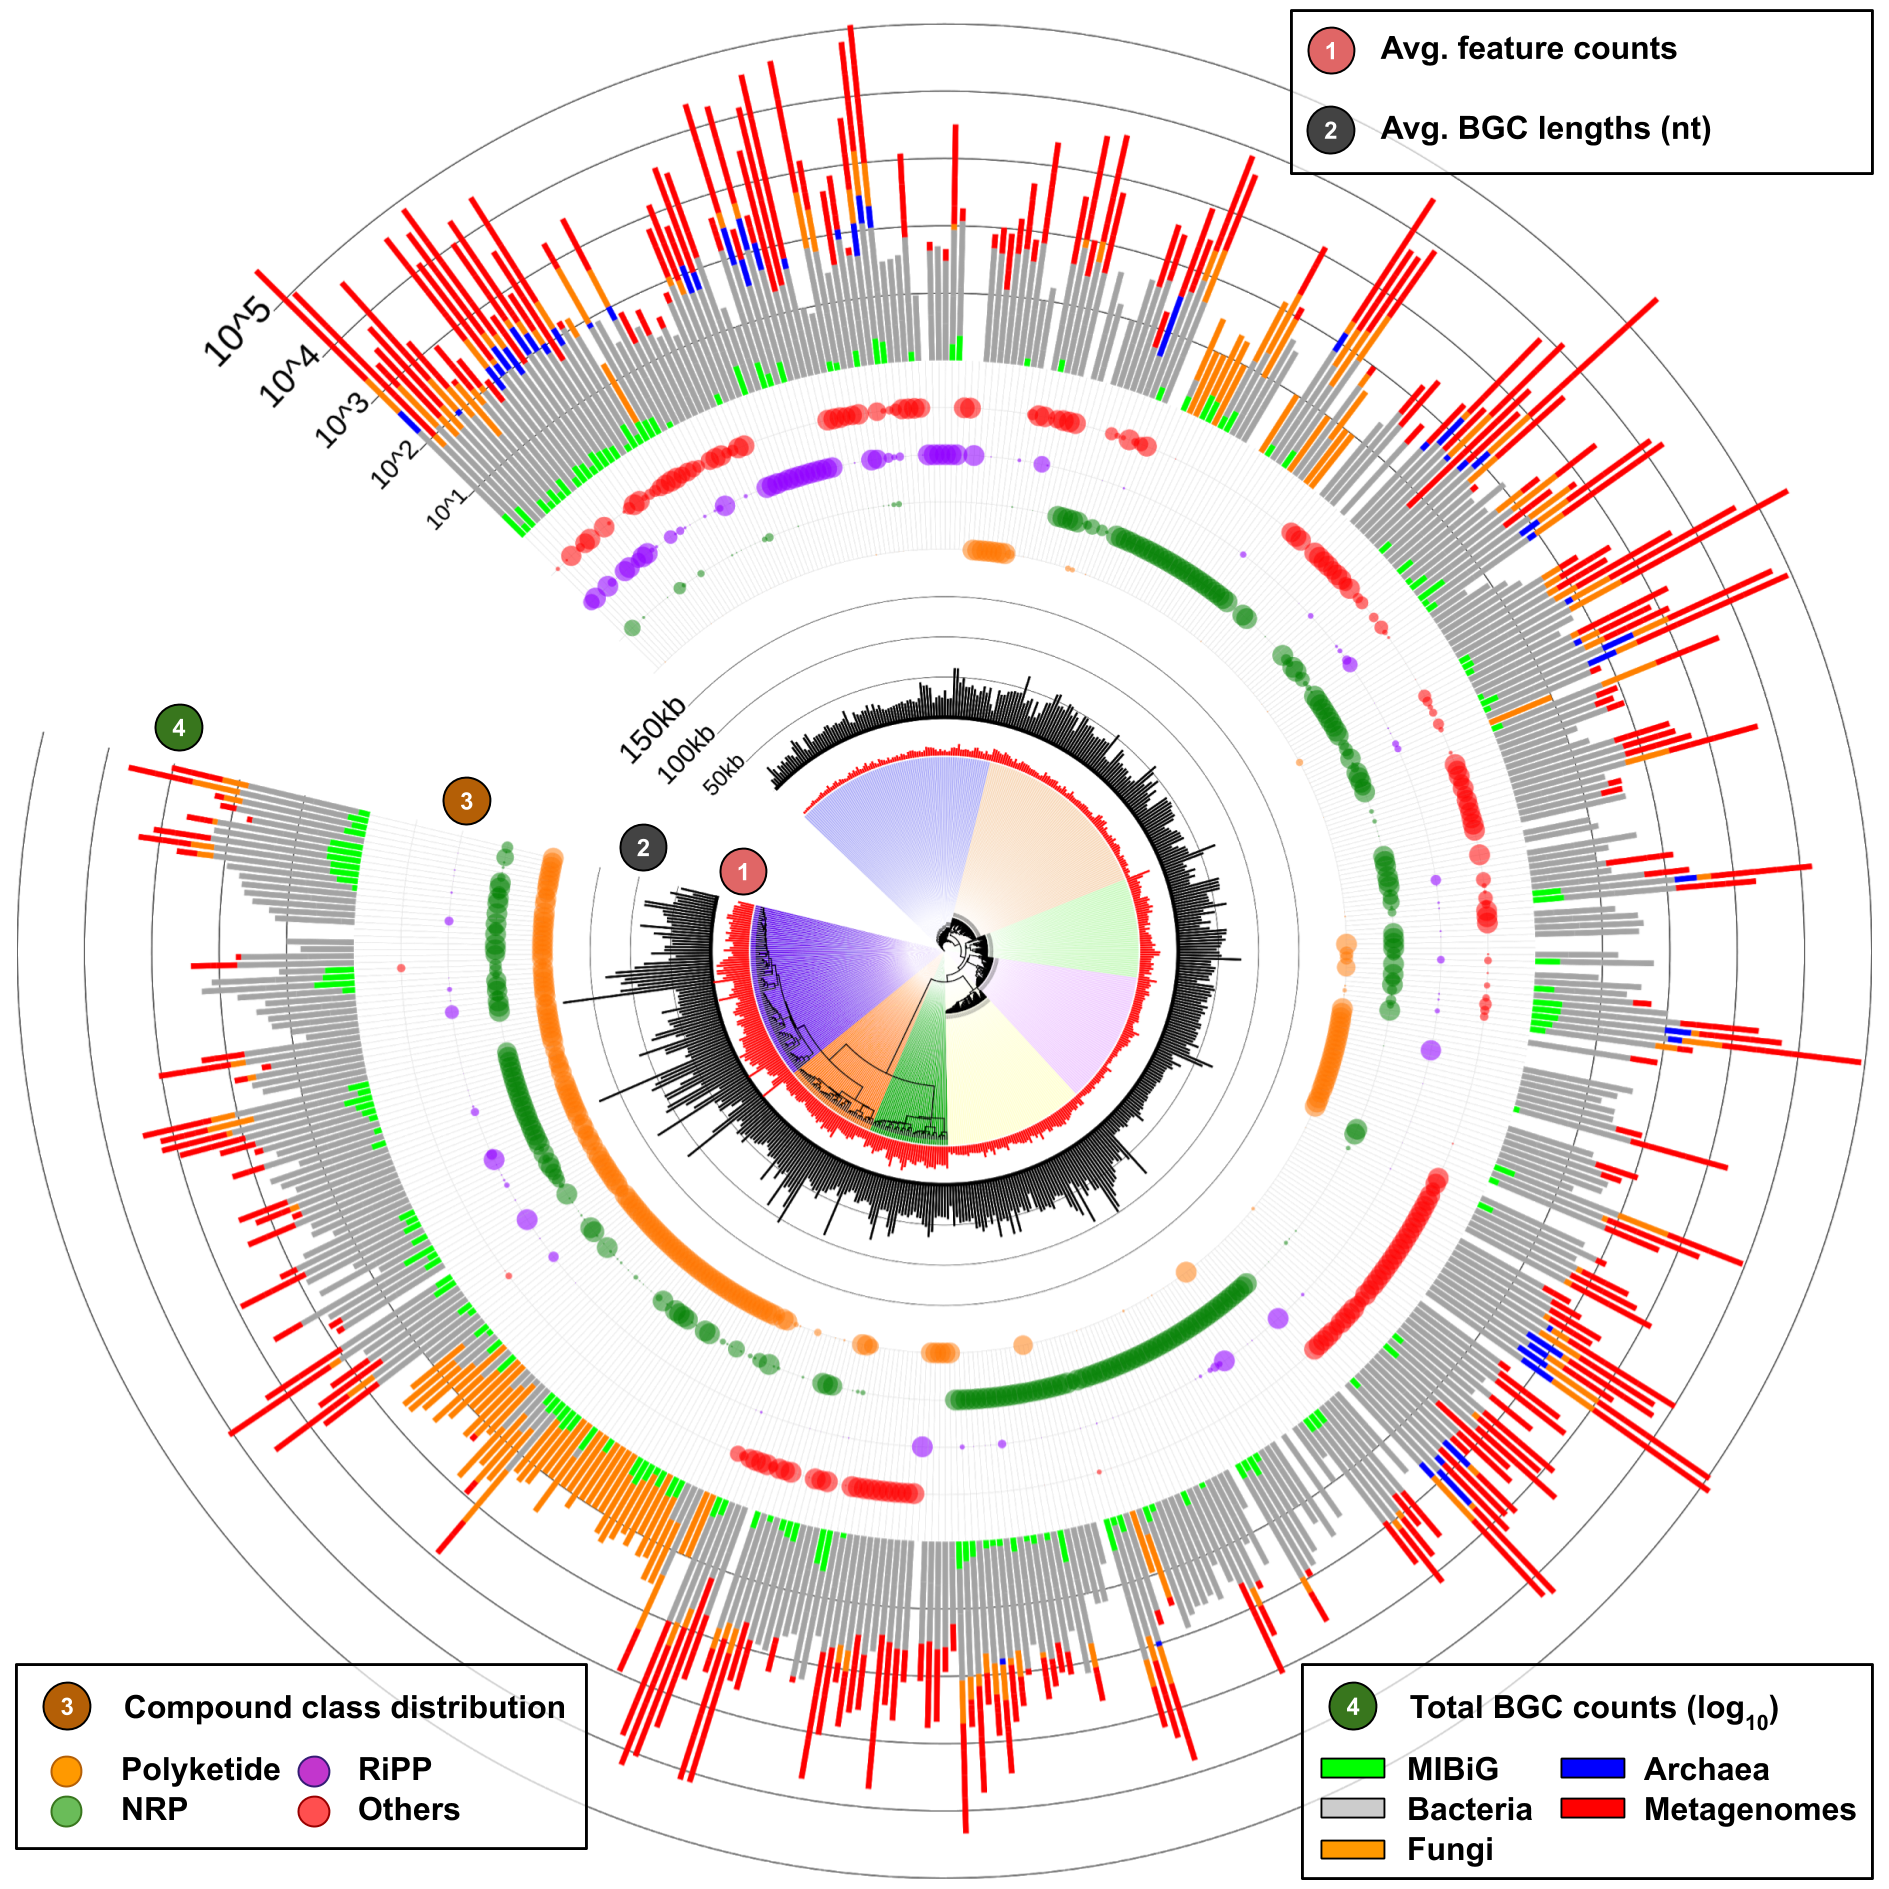 1 Avg. feature counts
2 Avg. BGC lengths (nt)
10^5
10^4
10^3
10^2
10^1
150kb
100kb
50kb
4
3
2
1
3 Compound class distribution
Polyketide RiPP
NRP Others
4 Total BGC counts (log10)
MIBiG Archaea
Bacteria Metagenomes
Fungi